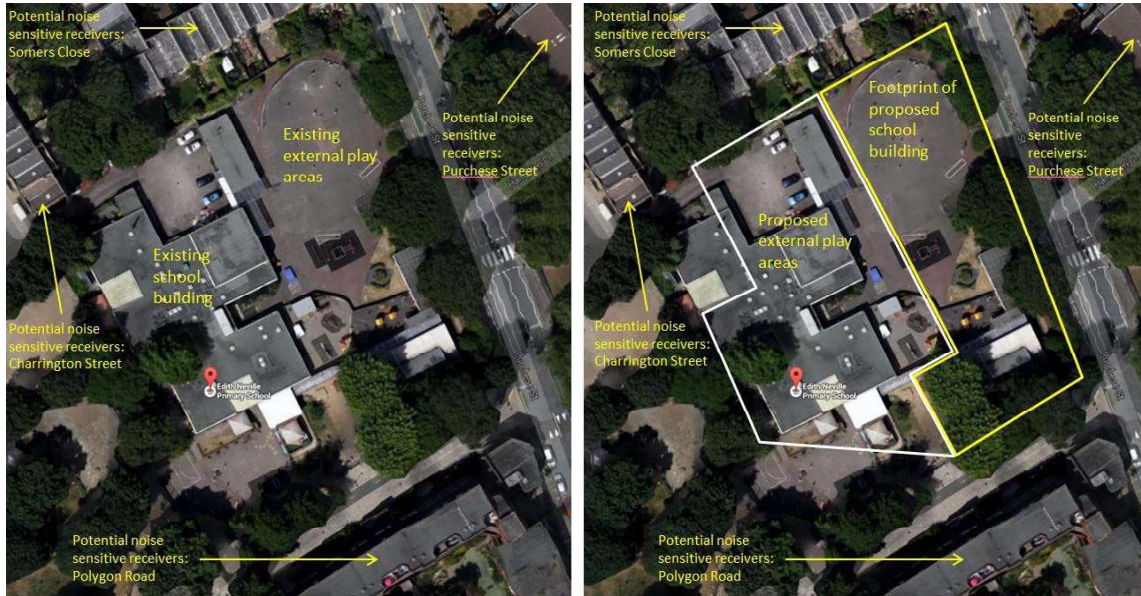 Potential noise
sensitive receivers:
Somers Close
Existing
external play
areas
Potential noise
sensitive
receivers:
Purchese Street
Existing
school
building
Potential noise
sensitive receivers:
Charrington Street
Edith Neville
Primary School
Potential noise
sensitive receivers:
Polygon Road
Potential noise
sensitive receivers:
Somers Close
Footprint of
proposed
school
building
Potential noise
sensitive
receivers:
Purchese Street
Proposed
external play
areas
Potential noise
sensitive receivers:
Charrington Street
Edith Neville
Primary School
Potential noise
sensitive receivers:
Polygon Road